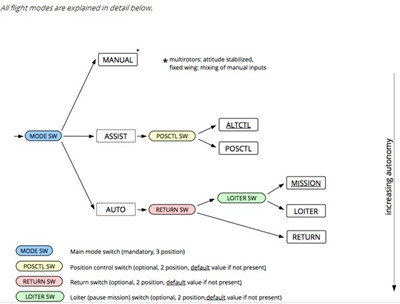 All flight modes are explained in detail below.
MANUAL *
* multirotors: attitude stabilized,
fixed wing: mixing of manual inputs
MODE SW
ASSIST
POSCTL SW
ALTCTL
POSCTL
AUTO
RETURN SW
LOITER SW
MISSION
LOITER
RETURN
increasing autonomy
MODE SW Main mode switch (mandatory, 3 position)
POSCTL SW Position control switch (optional, 2 position, default value if not present)
RETURN SW Return switch (optional, 2 position, default value if not present)
LOITER SW Loiter (pause mission) switch (optional, 2 position,default value if not present)